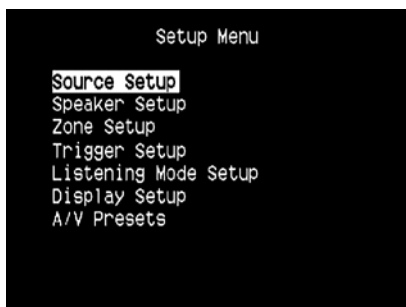 Setup Menu
Source Setup
Speaker Setup
Zone Setup
Trigger Setup
Listening Mode Setup
Display Setup
A/V Presets